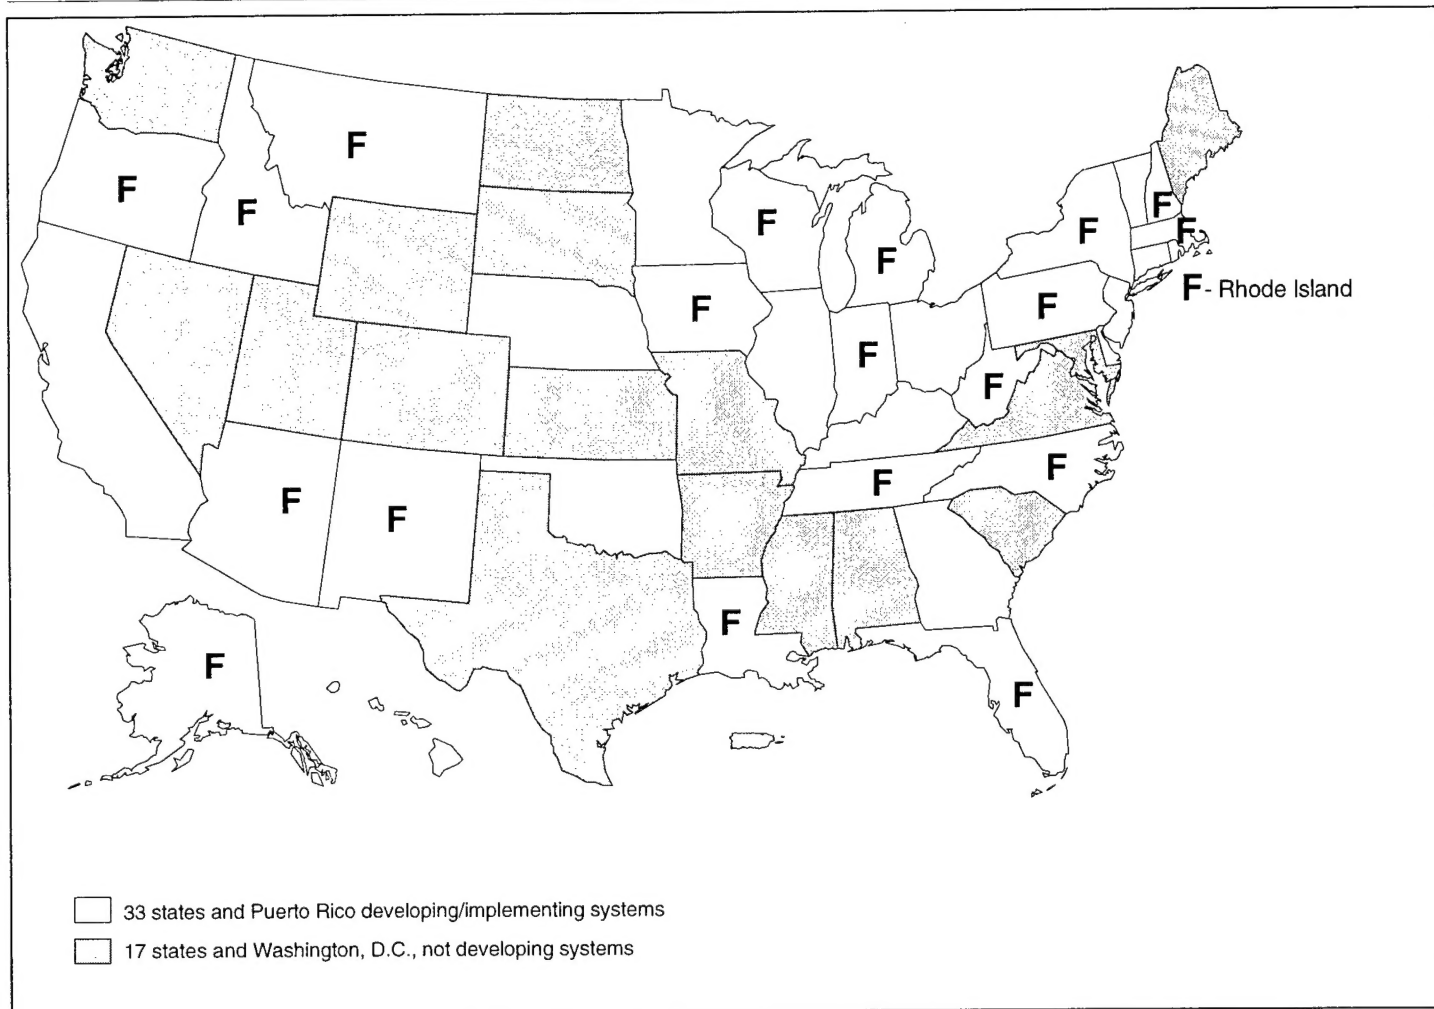 F
F
F
F
F
F
F
F
F
F
F- Rhode Island
F
F
F
F
F
F
F
F
F
F
F
33 states and Puerto Rico developing/implementing systems
17 states and Washington, D.C., not developing systems